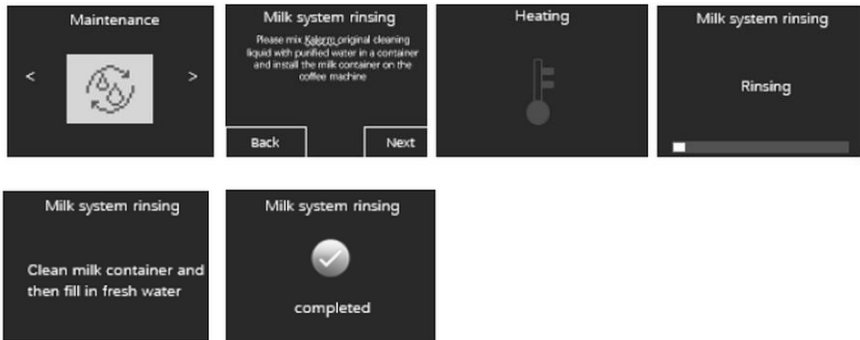 Maintenance
<
>
Milk system rinsing
Please mix Kalerm original cleaning
liquid with purified water in a container
and install the milk container on the
coffee machine
Back
Next
Heating
Milk system rinsing
Rinsing
Milk system rinsing
Clean milk container and
then fill in fresh water
Milk system rinsing
completed